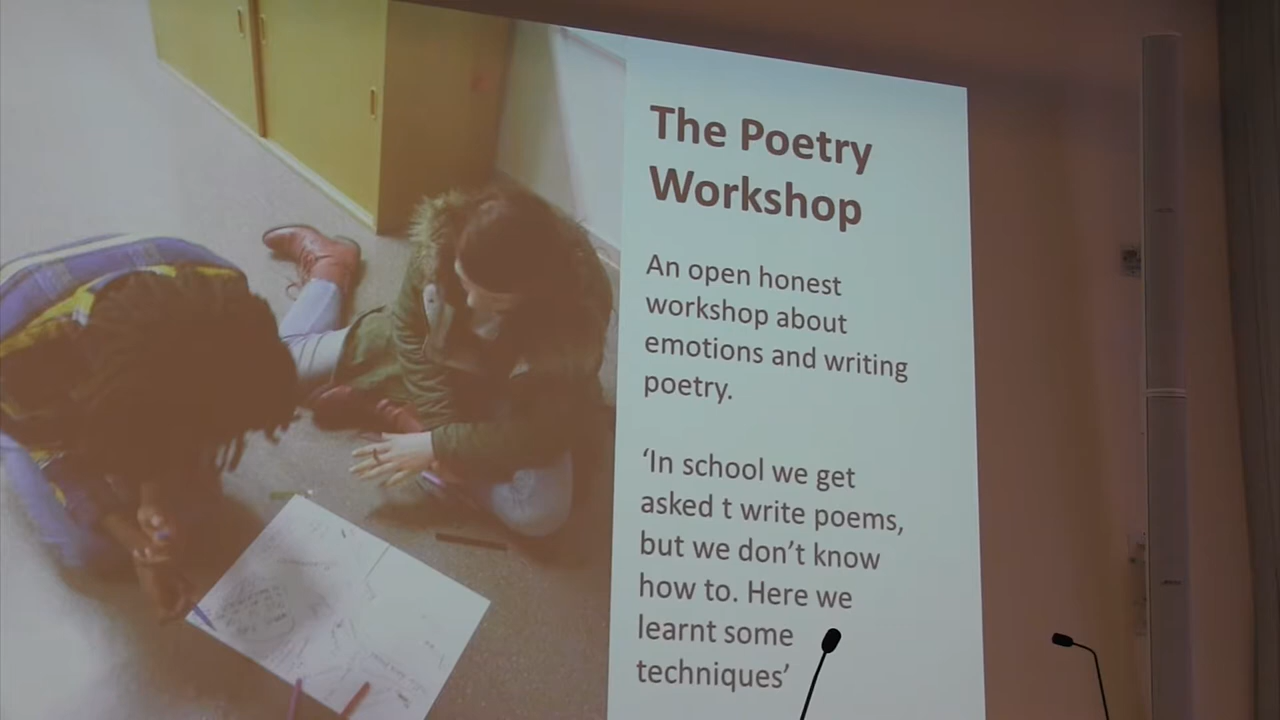 The Poetry
Workshop
An open honest
workshop about
emotions and writing
poetry.
‘In school we get
asked t write poems,
but we don’t know
how to. Here we
learnt some
techniques’